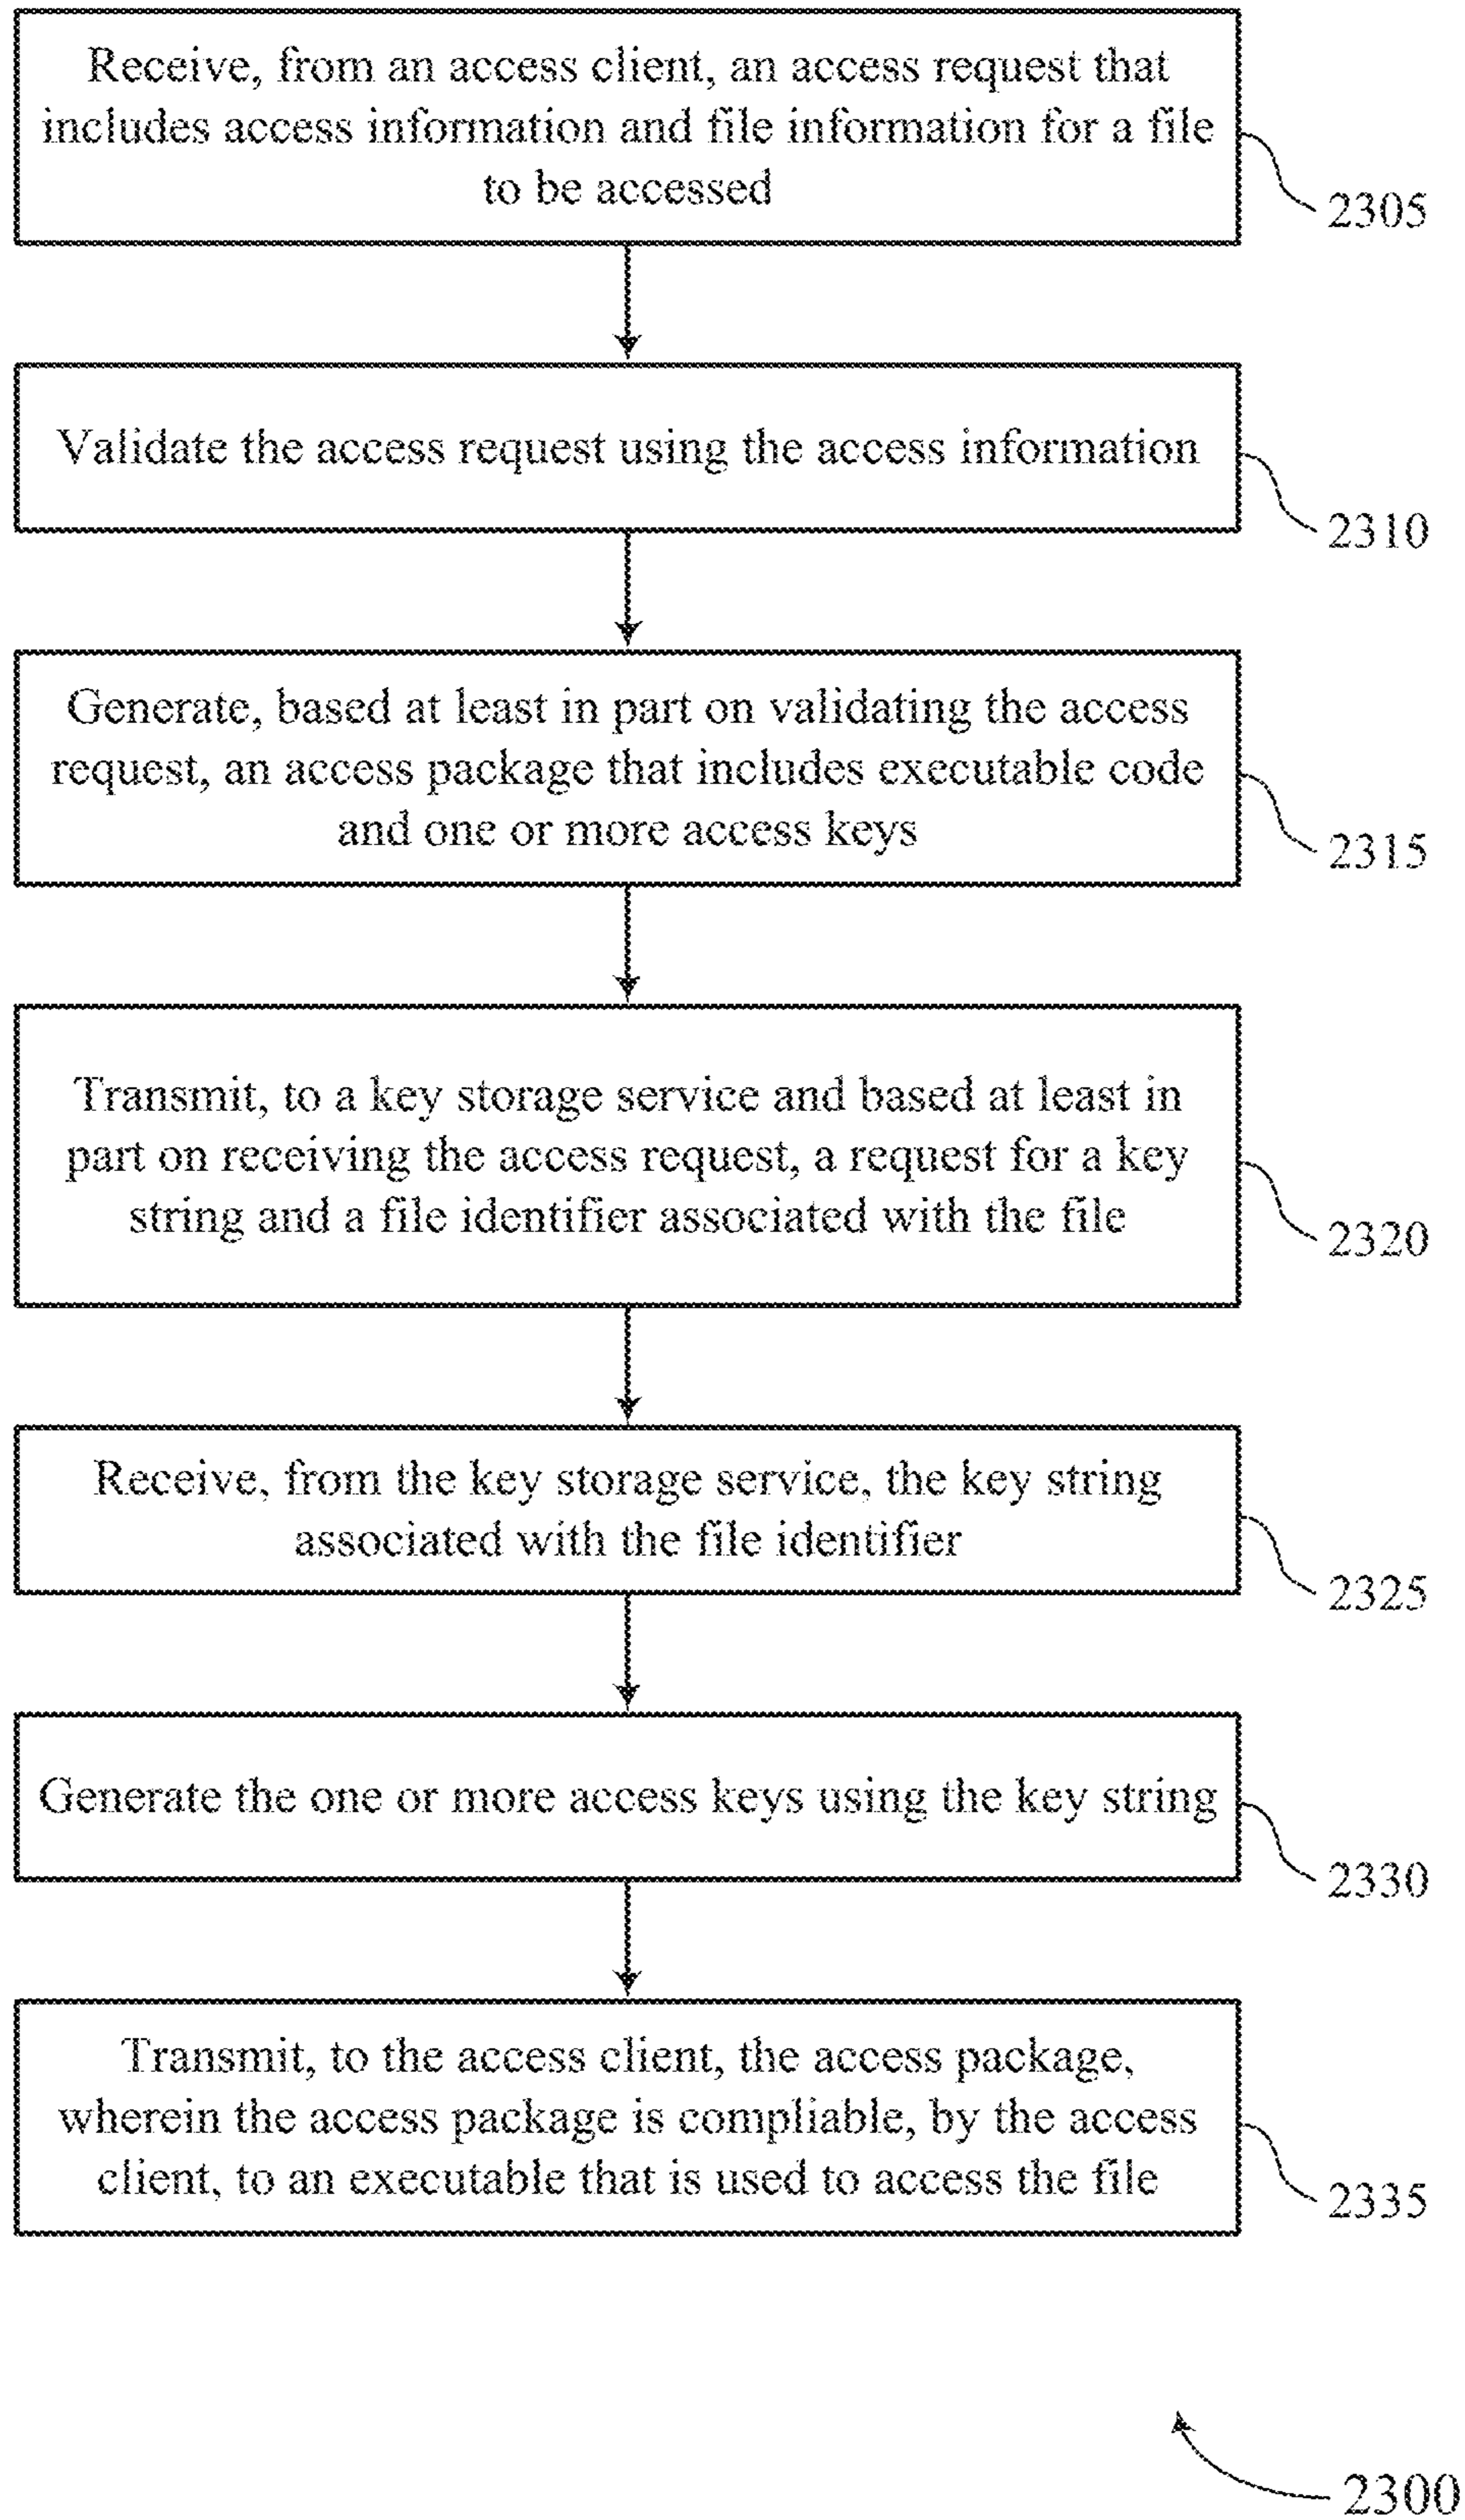 Receive, from an access client, an access request that
includes access information and file information for a file
to be accessed
2305
Validate the access request using the access information
2310
Generate, based at least in part on validating the access
request, an access package that includes executable code
and one or more access keys
2315
Transmit, to a key storage service and based at least in
part on receiving the access request, a request for a key
string and a file identifier associated with the file
2320
Receive, from the key storage service, the key string
associated with the file identifier
2325
Generate the one or more access keys using the key string
2330
Transmit, to the access client, the access package,
wherein the access package is compliable, by the access
client, to an executable that is used to access the file
2335
2300